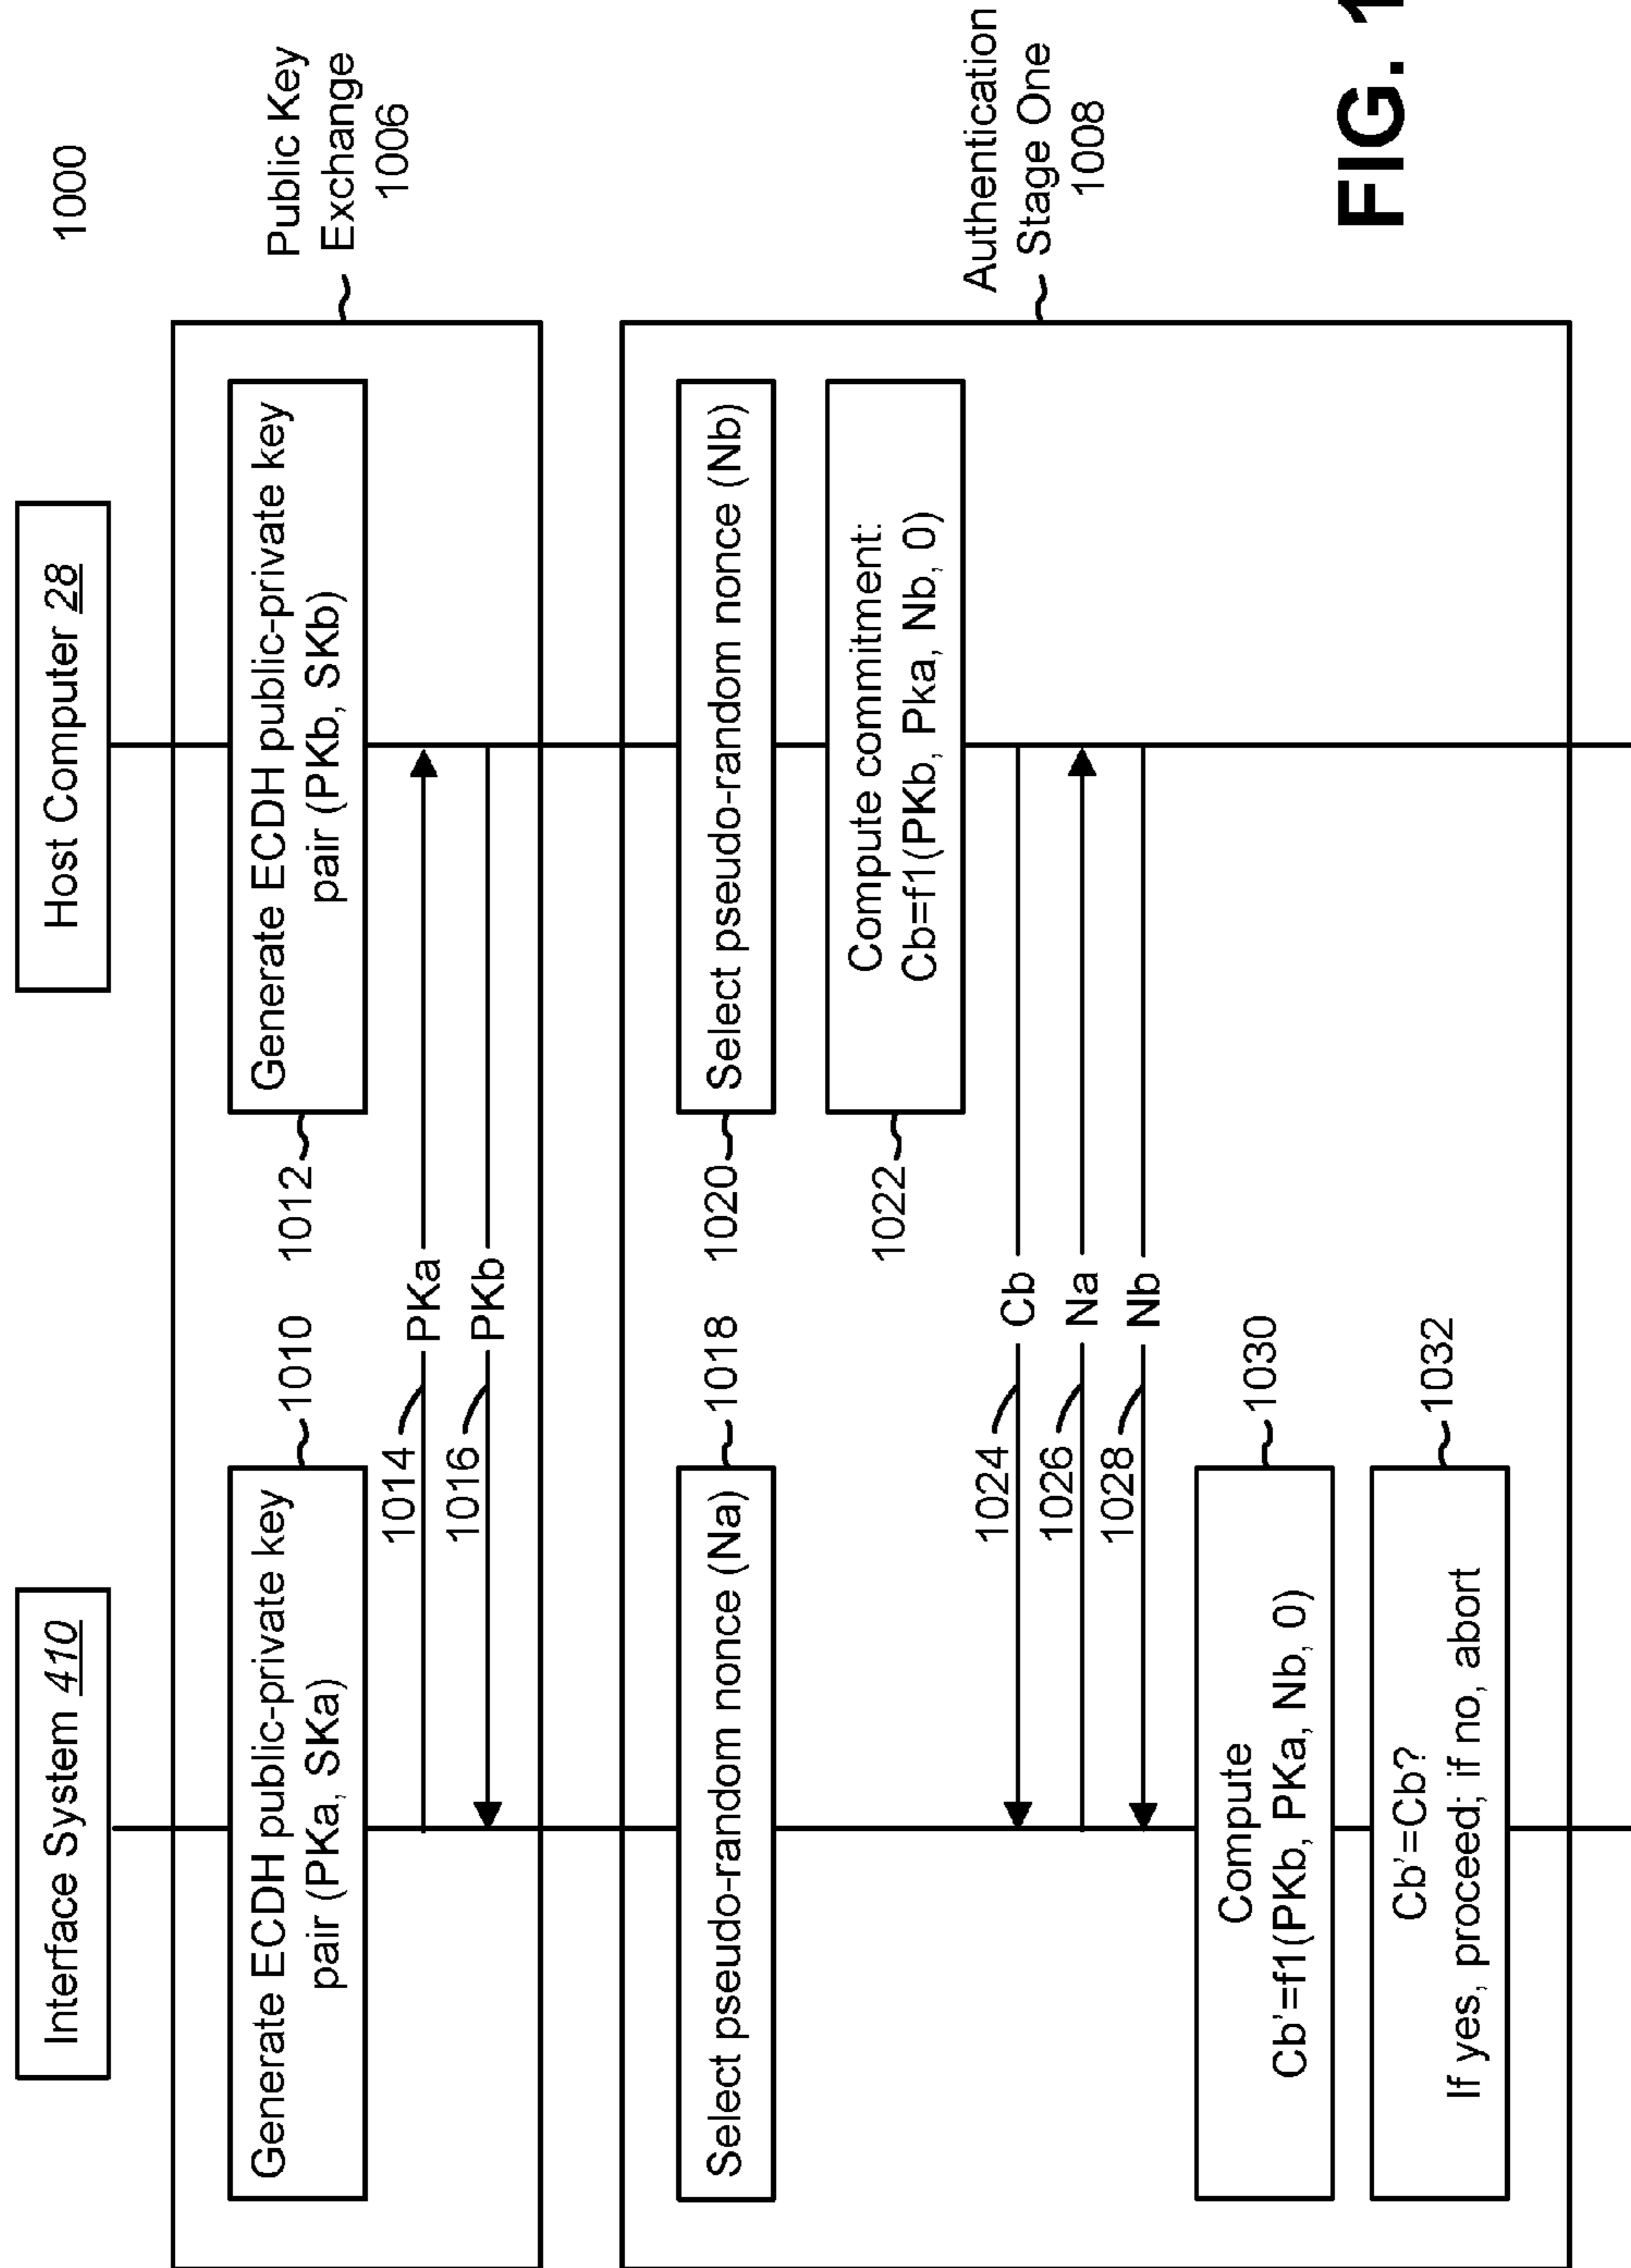 1000
Interface System 410
Host Computer 28
Public Key
Exchange
1006
Generate ECDH public-private key
pair (PKa, SKa)
1010
1012
Generate ECDH public-private key
pair (PKb, SKb)
1014
PKa
1016
PKb
Authentication
Stage One
1008
Select pseudo-random nonce (Na)
1018
1020
Select pseudo-random nonce (Nb)
1022
Compute commitment:
Cb=f1(PKb, Pka, Nb, 0)
1024
Cb
1026
Na
1028
Nb
1030
Compute
Cb’=f1(PKb, PKa, Nb, 0)
1032
Cb’=Cb?
If yes, proceed; if no, abort
FIG. 1